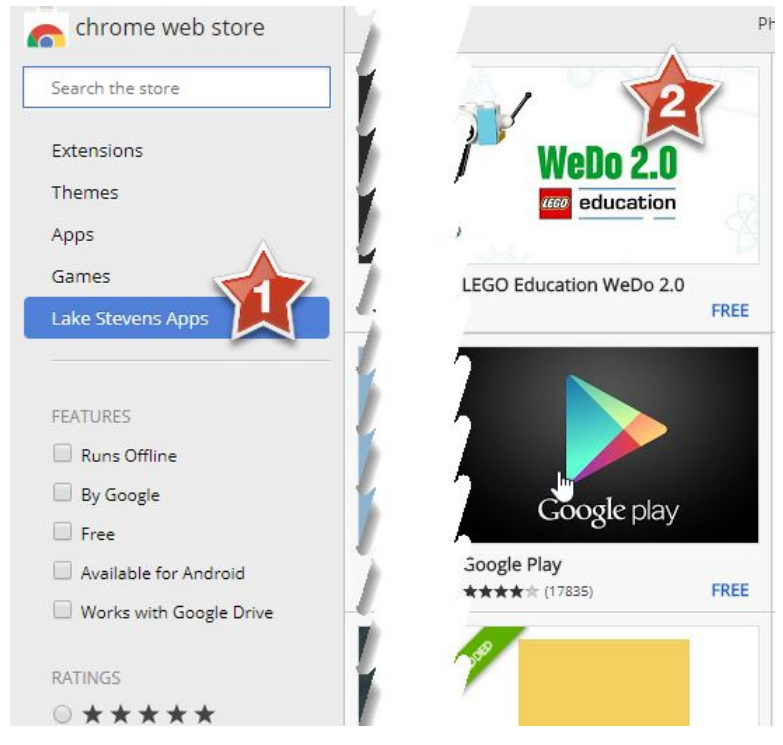 chrome web store
Search the store
Extensions
Themes
Apps
Games
Lake Stevens Apps
1
FEATURES
Runs Offline
By Google
Free
Available for Android
Works with Google Drive
RATINGS
Ph
2
WeDo 2.0
LEGO education
LEGO Education WeDo 2.0
FREE
Google play
Google Play
(17835)
FREE